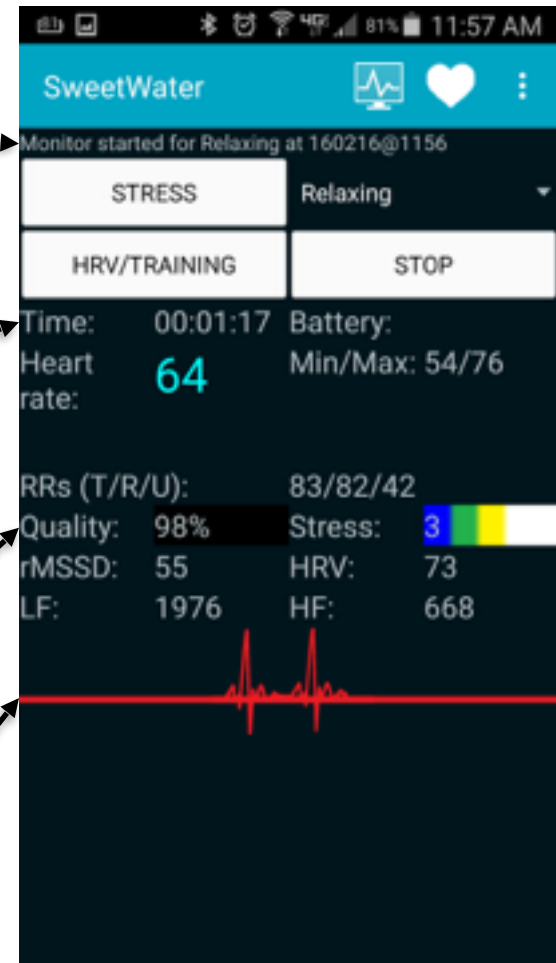 4G 81% 11:57 AM
SweetWater
Monitor started for Relaxing at 160216@1156
STRESS Relaxing
HRV/TRAINING STOP
Time: 00:01:17 Battery:
Heart rate: 64 Min/Max: 54/76
RRs (T/R/U): 83/82/42
Quality: 98% Stress: 3
rMSSD: 55 HRV: 73
LF: 1976 HF: 668